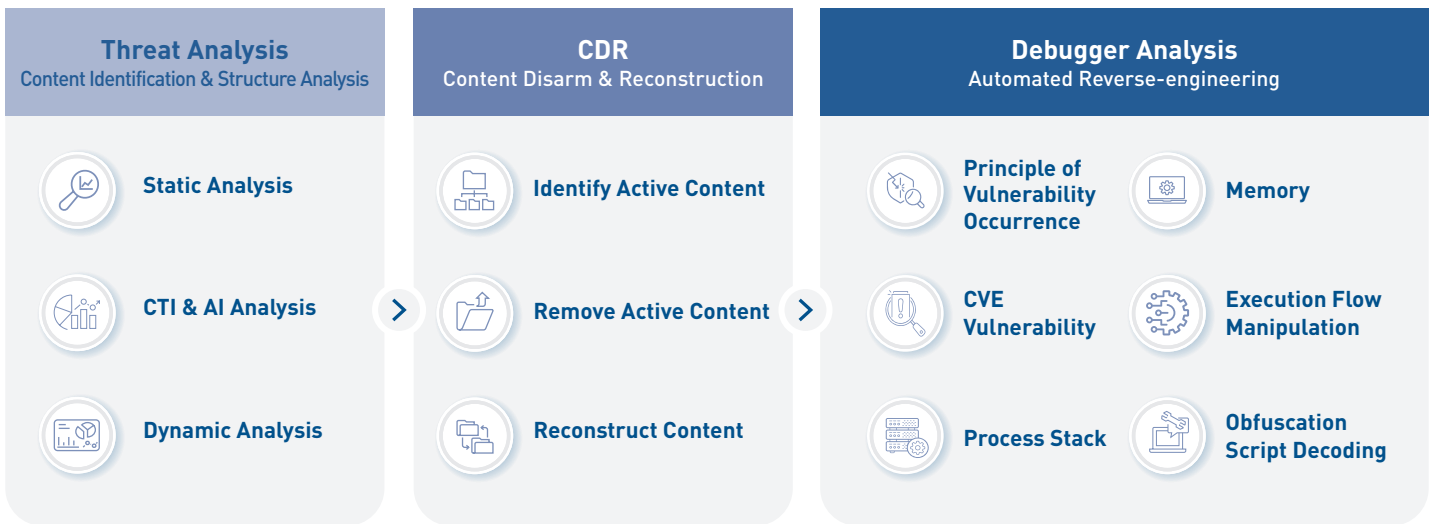 Threat Analysis
Content Identification & Structure Analysis
Static Analysis
CTI & AI Analysis
Dynamic Analysis
CDR
Content Disarm & Reconstruction
Identify Active Content
Remove Active Content
Reconstruct Content
Debugger Analysis
Automated Reverse-engineering
Principle of
Vulnerability
Occurrence
Memory
CVE
Vulnerability
Execution Flow
Manipulation
Process Stack
Obfuscation
Script Decoding